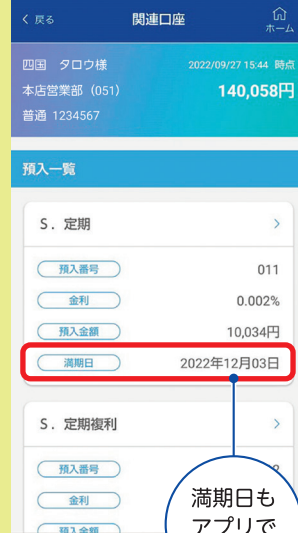 戻る 関連口座 ホーム
四国 タロウ様 2022/09/27 15:44 時点
本店営業部（051） 140,058円
普通 1234567
預入一覧
S．定期
預入番号 011
金利 0.002%
預入金額 10,034円
満期日 2022年12月03日
S．定期複利
預入番号
金利
預入金額
満期日も
アプリで